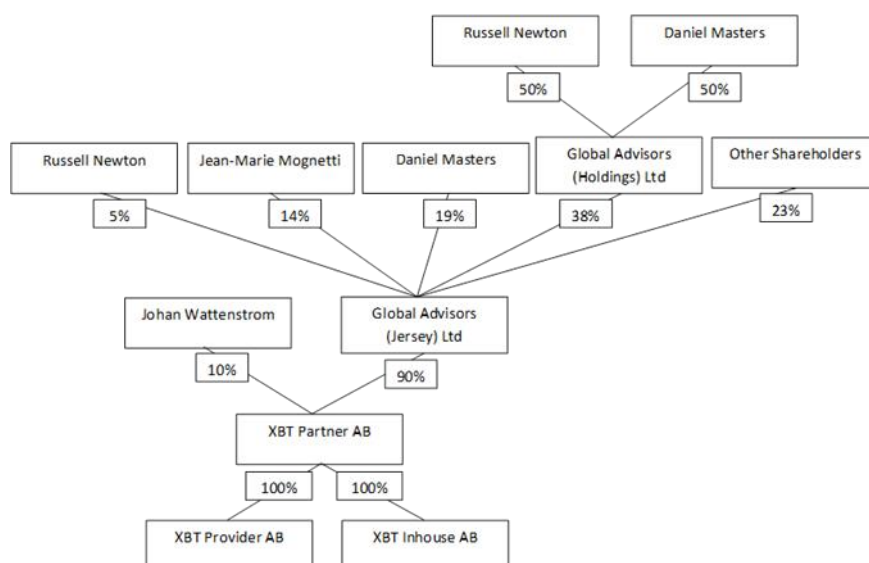 Russell Newton
Daniel Masters
50%
50%
Russell Newton
Jean-Marie Mognetti
Daniel Masters
Global Advisors
(Holdings) Ltd
Other Shareholders
5%
14%
19%
38%
23%
Johan Wattenstrom
Global Advisors
(Jersey) Ltd
10%
90%
XBT Partner AB
100%
100%
XBT Provider AB
XBT Inhouse AB